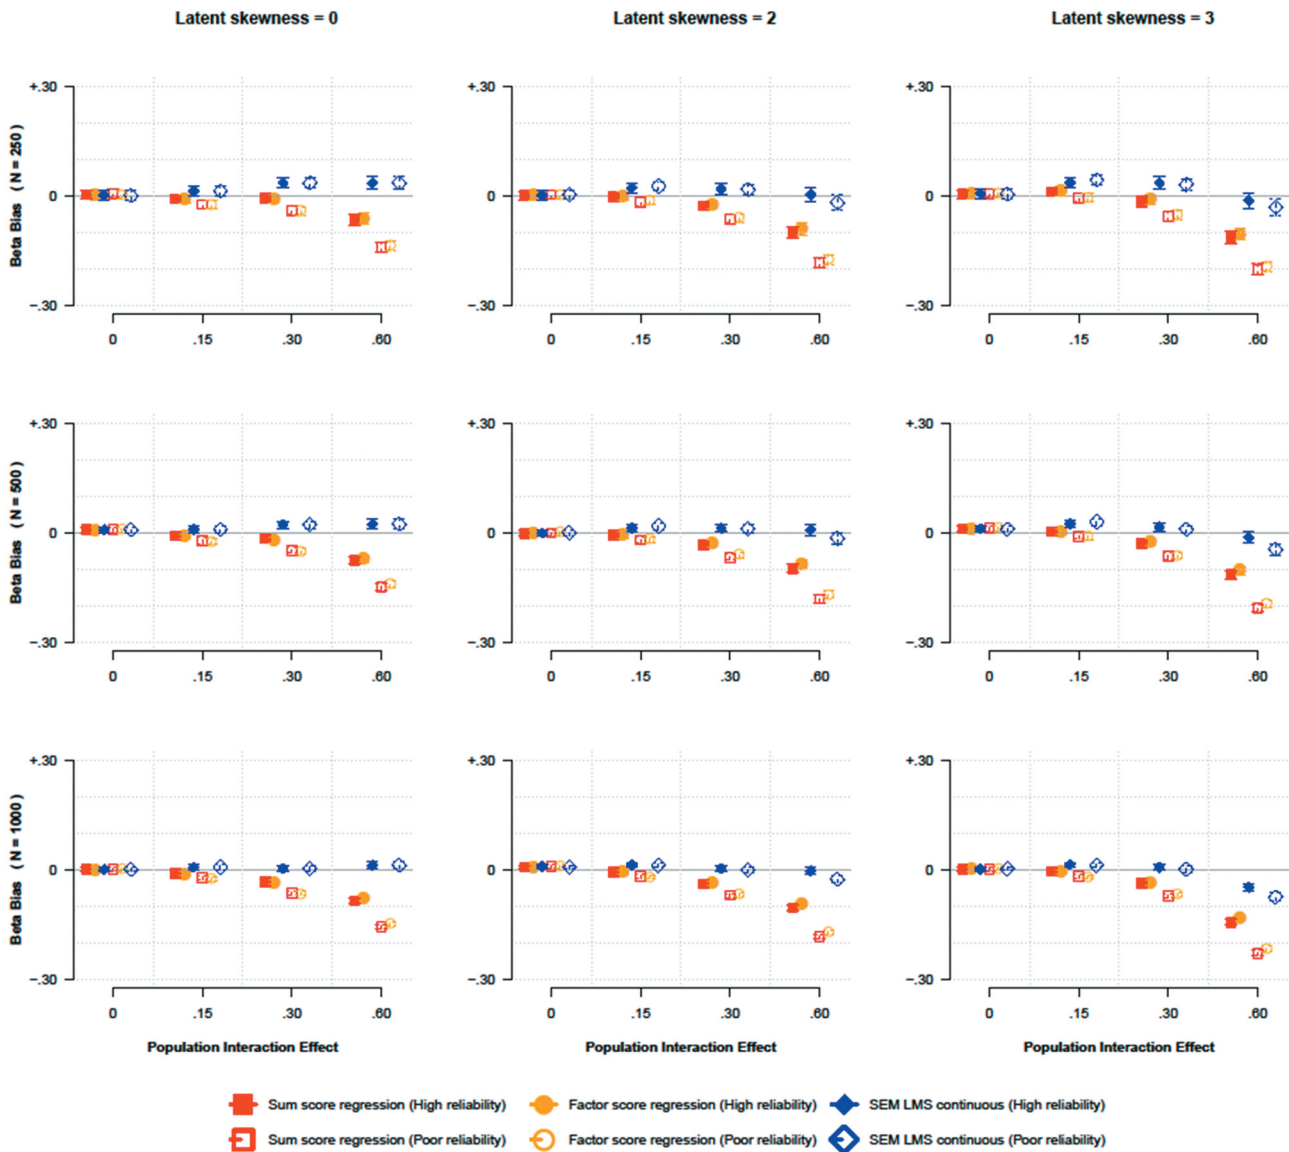 Latent skewness = 0
Latent skewness = 2
Latent skewness = 3
Beta Bias ( N = 250 )
+.30
0
−.30
0 .15 .30 .60
+.30
0
−.30
0 .15 .30 .60
+.30
0
−.30
0 .15 .30 .60
Beta Bias ( N = 500 )
+.30
0
−.30
0 .15 .30 .60
+.30
0
−.30
0 .15 .30 .60
+.30
0
−.30
0 .15 .30 .60
Beta Bias ( N = 1000 )
+.30
0
−.30
0 .15 .30 .60
Population Interaction Effect
+.30
0
−.30
0 .15 .30 .60
Population Interaction Effect
+.30
0
−.30
0 .15 .30 .60
Population Interaction Effect
Sum score regression (High reliability)
Factor score regression (High reliability)
SEM LMS continuous (High reliability)
Sum score regression (Poor reliability)
Factor score regression (Poor reliability)
SEM LMS continuous (Poor reliability)